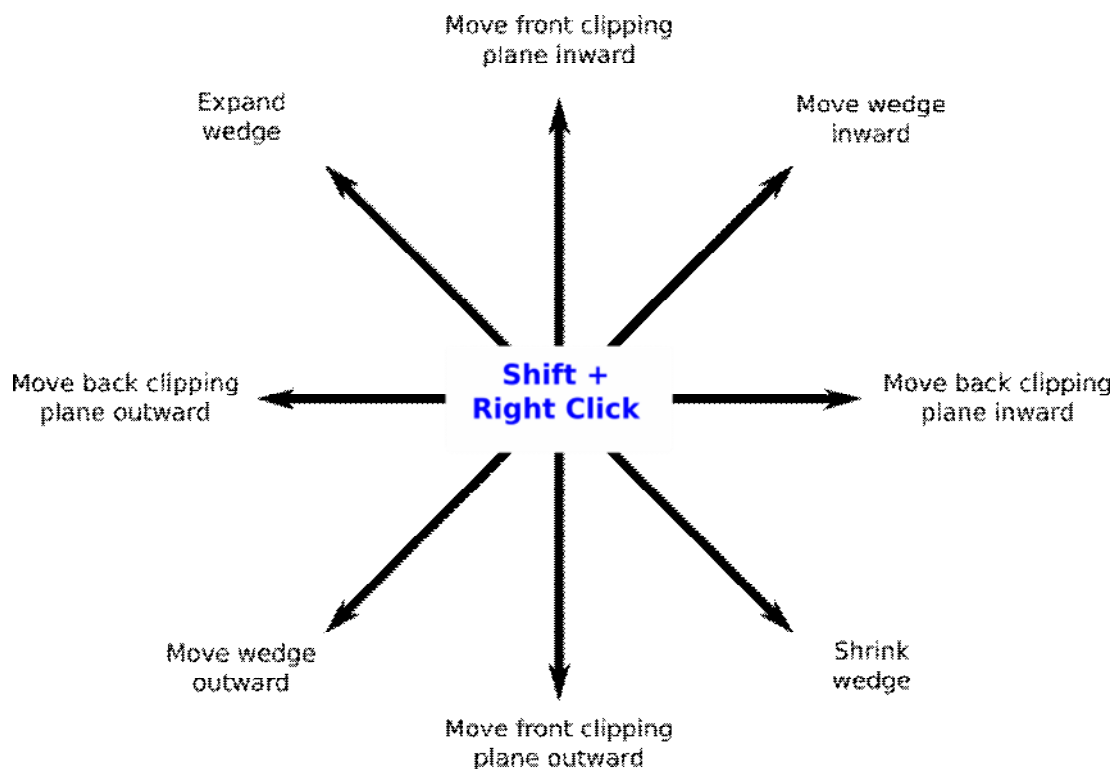 Move front clipping
plane inward
Expand
wedge
Move wedge
inward
Move back clipping
plane outward
Shift +
Right Click
Move back clipping
plane inward
Move wedge
outward
Shrink
wedge
Move front clipping
plane outward